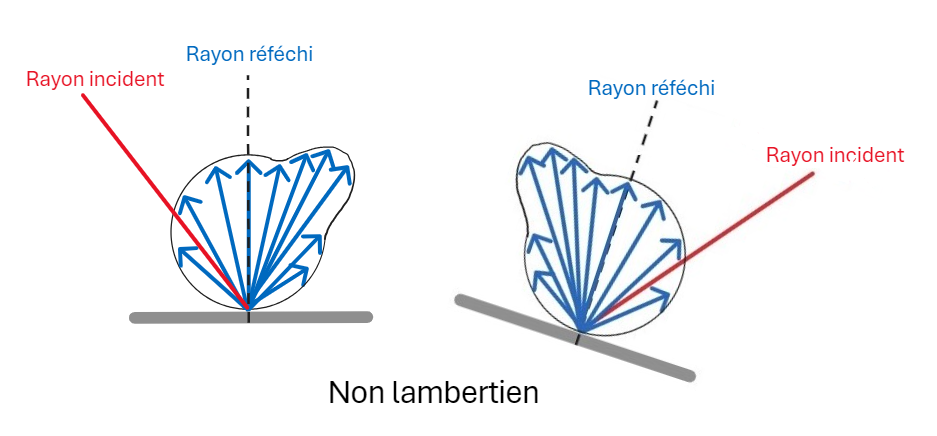 Rayon réféchi
Rayon incident
Rayon réféchi
Rayon incident
Non lambertien